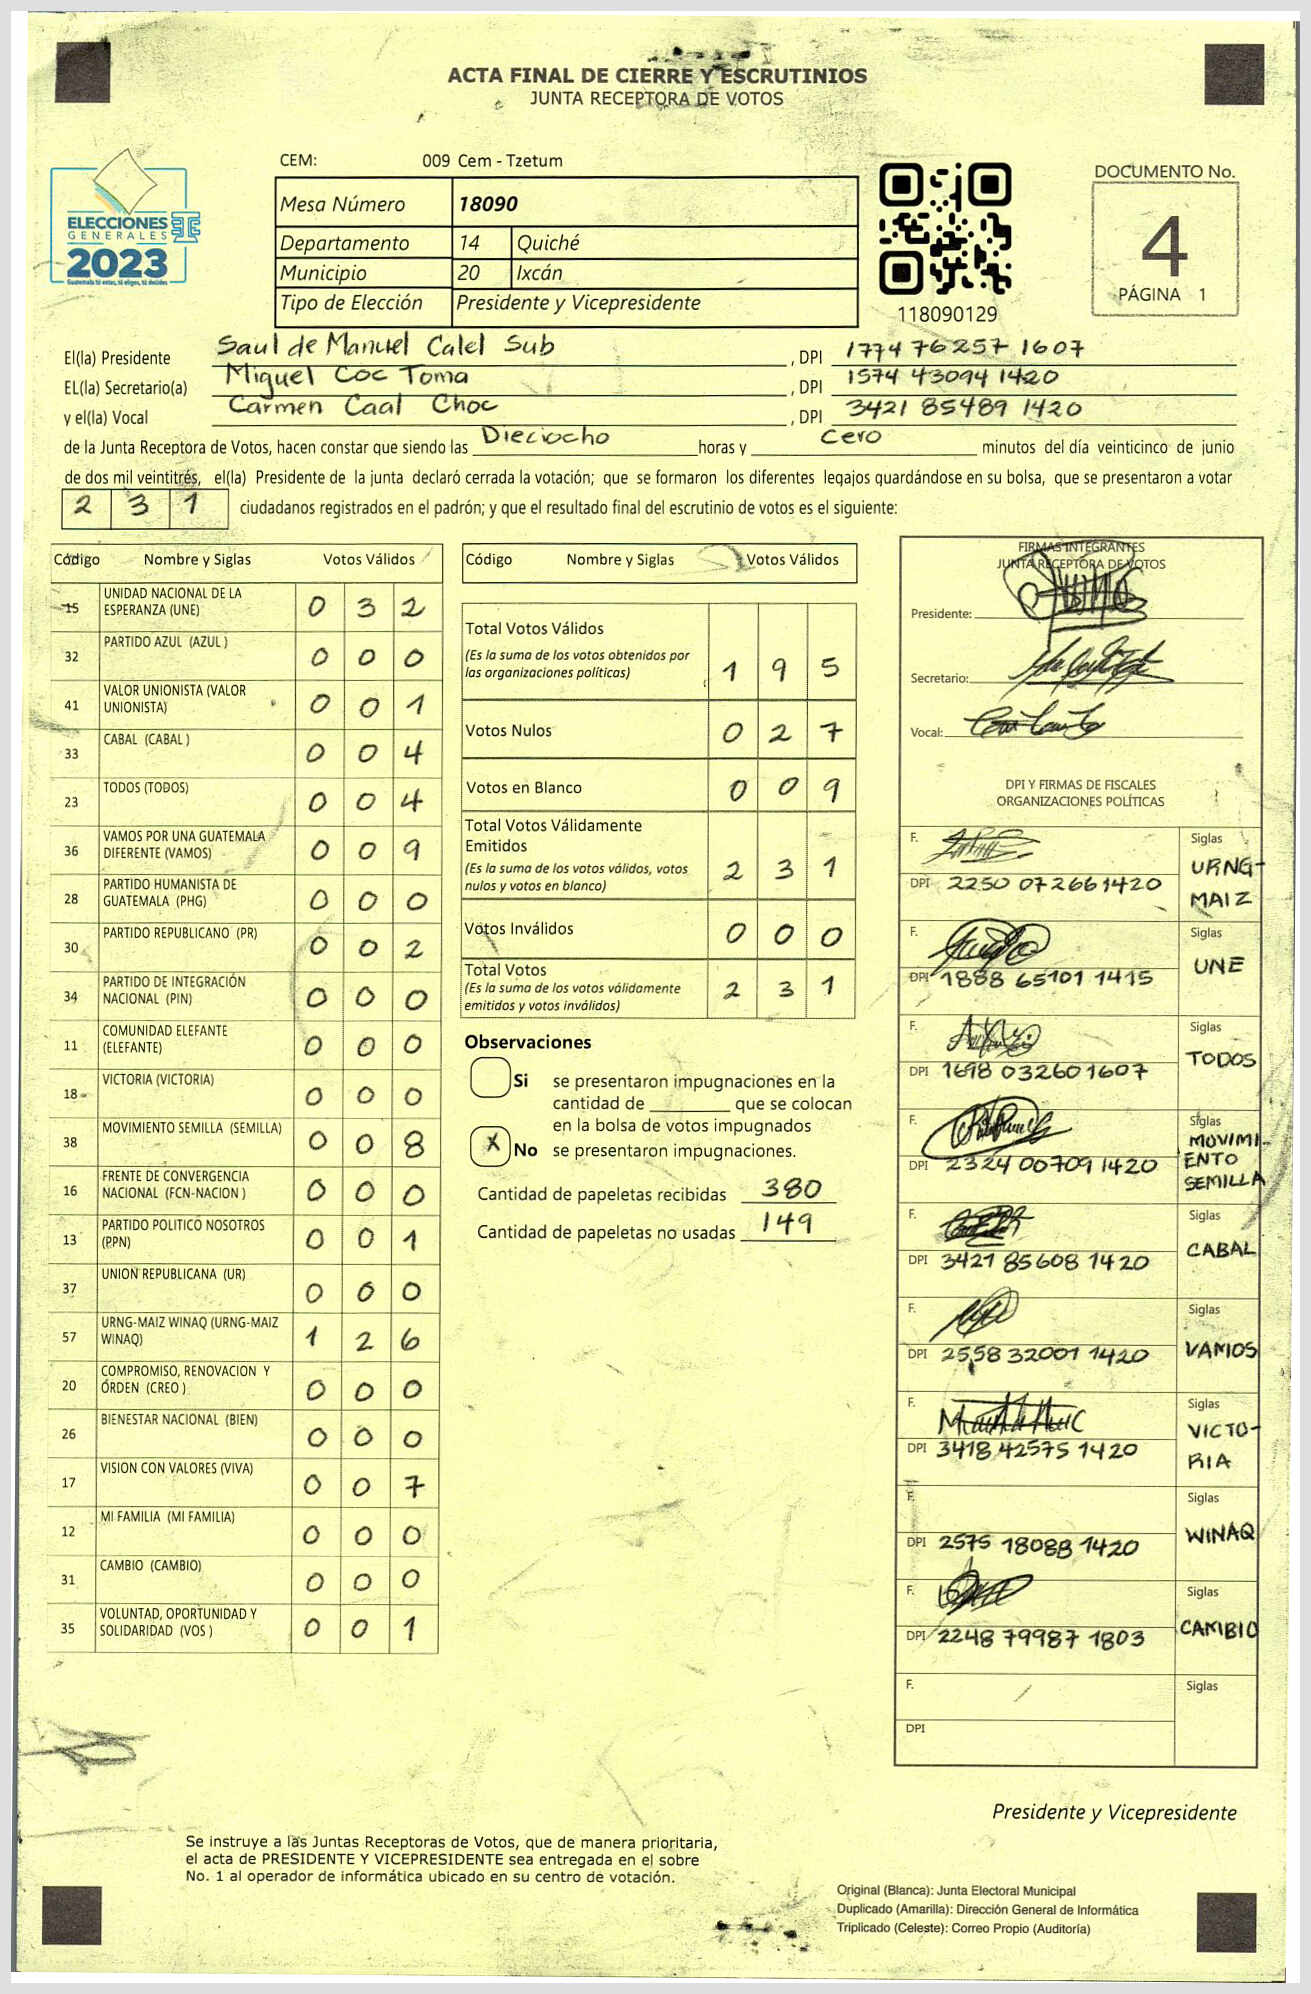 ACTA FINAL DE CIERRE Y ESCRUTINIOS
JUNTA RECEPTORA DE VOTOS
CEM: 009 Cem - Tzetum
ELECCIONES
GENERALES
2023
Guatemala tú eres, tú eliges, tú decides
Mesa Número 18090
Departamento 14 Quiché
Municipio 20 Ixcán
Tipo de Elección Presidente y Vicepresidente
118090129
DOCUMENTO No.
4
PÁGINA 1
El(la) Presidente Saul de Manuel Calel Sub , DPI 1774 76257 1607
EL(la) Secretario(a) Miguel Coc Toma , DPI 1574 43094 1420
y el(la) Vocal Carmen Caal Choc , DPI 3421 85489 1420
de la Junta Receptora de Votos, hacen constar que siendo las Dieciocho horas y Cero minutos del día veinticinco de junio
de dos mil veintitrés, el(la) Presidente de la junta declaró cerrada la votación; que se formaron los diferentes legajos guardándose en su bolsa, que se presentaron a votar
2 3 1 ciudadanos registrados en el padrón; y que el resultado final del escrutinio de votos es el siguiente:
Código Nombre y Siglas Votos Válidos
15 UNIDAD NACIONAL DE LA ESPERANZA (UNE) 0 3 2
32 PARTIDO AZUL (AZUL ) 0 0 0
41 VALOR UNIONISTA (VALOR UNIONISTA) 0 0 1
33 CABAL (CABAL ) 0 0 4
23 TODOS (TODOS) 0 0 4
36 VAMOS POR UNA GUATEMALA DIFERENTE (VAMOS) 0 0 9
28 PARTIDO HUMANISTA DE GUATEMALA (PHG) 0 0 0
30 PARTIDO REPUBLICANO (PR) 0 0 2
34 PARTIDO DE INTEGRACIÓN NACIONAL (PIN) 0 0 0
11 COMUNIDAD ELEFANTE (ELEFANTE) 0 0 0
18 VICTORIA (VICTORIA) 0 0 0
38 MOVIMIENTO SEMILLA (SEMILLA) 0 0 8
16 FRENTE DE CONVERGENCIA NACIONAL (FCN-NACION ) 0 0 0
13 PARTIDO POLITICO NOSOTROS (PPN) 0 0 1
37 UNION REPUBLICANA (UR) 0 0 0
57 URNG-MAIZ WINAQ (URNG-MAIZ WINAQ) 1 2 6
20 COMPROMISO, RENOVACION Y ÓRDEN (CREO ) 0 0 0
26 BIENESTAR NACIONAL (BIEN) 0 0 0
17 VISION CON VALORES (VIVA) 0 0 7
12 MI FAMILIA (MI FAMILIA) 0 0 0
31 CAMBIO (CAMBIO) 0 0 0
35 VOLUNTAD, OPORTUNIDAD Y SOLIDARIDAD (VOS ) 0 0 1
Código Nombre y Siglas Votos Válidos
Total Votos Válidos
(Es la suma de los votos obtenidos por
las organizaciones políticas) 1 9 5
Votos Nulos 0 2 7
Votos en Blanco 0 0 9
Total Votos Válidamente
Emitidos
(Es la suma de los votos válidos, votos
nulos y votos en blanco) 2 3 1
Votos Inválidos 0 0 0
Total Votos
(Es la suma de los votos válidamente
emitidos y votos inválidos) 2 3 1
Observaciones
Si se presentaron impugnaciones en la
cantidad de ________ que se colocan
en la bolsa de votos impugnados
X No se presentaron impugnaciones.
Cantidad de papeletas recibidas 380
Cantidad de papeletas no usadas 149
FIRMAS INTEGRANTES
JUNTA RECEPTORA DE VOTOS
Presidente:
Secretario:
Vocal:
DPI Y FIRMAS DE FISCALES
ORGANIZACIONES POLÍTICAS
F. Siglas URNG-
DPI 2250 07266 1420 MAIZ
F. Siglas UNE
DPI 1888 65101 1415
F. Siglas TODOS
DPI 1698 03260 1607
F. Siglas MOVIMI-
DPI 2324 00709 1420 ENTO
SEMILLA
F. Siglas CABAL
DPI 3421 85608 1420
F. Siglas VAMOS
DPI 2558 32001 1420
F. Siglas VICTO-
DPI 3418 42575 1420 RIA
F. Siglas WINAQ
DPI 2575 18088 1420
F. Siglas CAMBIO
DPI 2248 79987 1803
F. Siglas
DPI
Presidente y Vicepresidente
Se instruye a las Juntas Receptoras de Votos, que de manera prioritaria,
el acta de PRESIDENTE Y VICEPRESIDENTE sea entregada en el sobre
No. 1 al operador de informática ubicado en su centro de votación.
Original (Blanca): Junta Electoral Municipal
Duplicado (Amarilla): Dirección General de Informática
Triplicado (Celeste): Correo Propio (Auditoría)